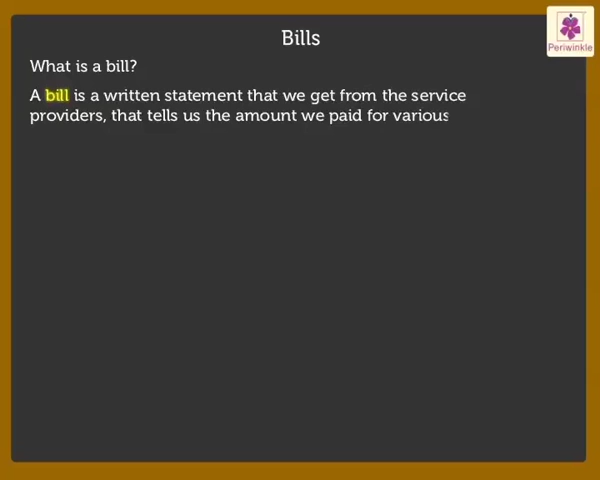 Bills
Periwinkle
What is a bill?
A bill is a written statement that we get from the service
providers, that tells us the amount we paid for various